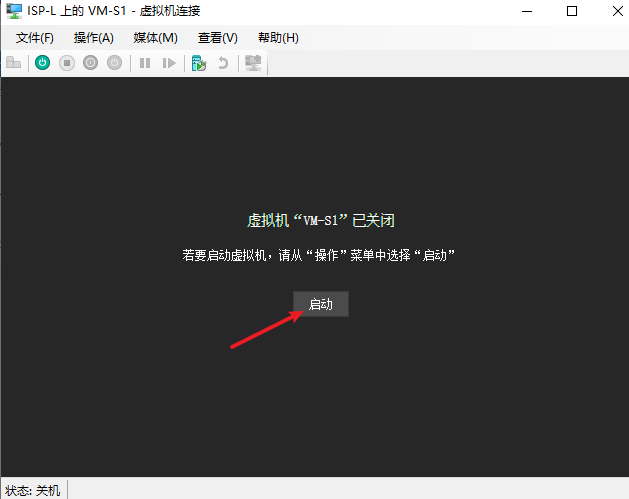 ISP-L 上的 VM-S1 - 虚拟机连接
文件(F) 操作(A) 媒体(M) 查看(V) 帮助(H)
虚拟机“VM-S1”已关闭
若要启动虚拟机，请从“操作”菜单中选择“启动”
启动
状态: 关机